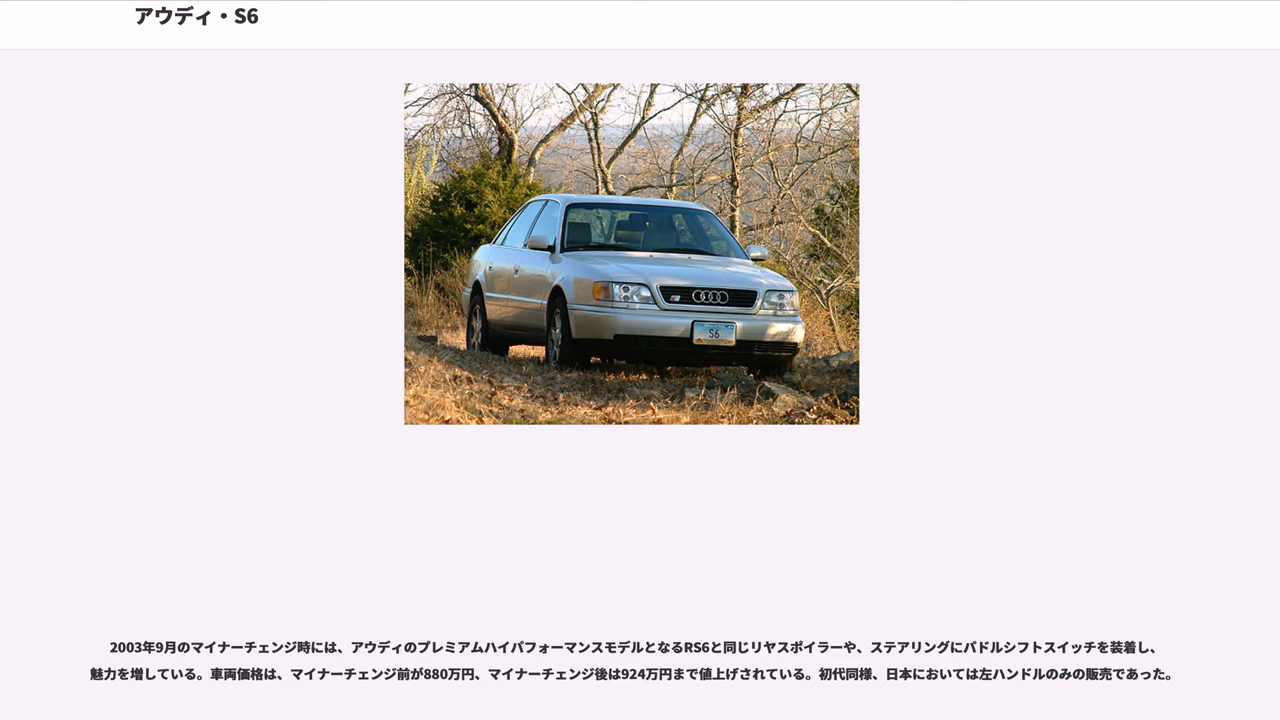 アウディ・S6
S6
2003年9月のマイナーチェンジ時には、アウディのプレミアムハイパフォーマンスモデルとなるRS6と同じリヤスポイラーや、ステアリングにパドルシフトスイッチを装着し、
魅力を増している。車両価格は、マイナーチェンジ前が880万円、マイナーチェンジ後は924万円まで値上げされている。初代同様、日本においては左ハンドルのみの販売であった。